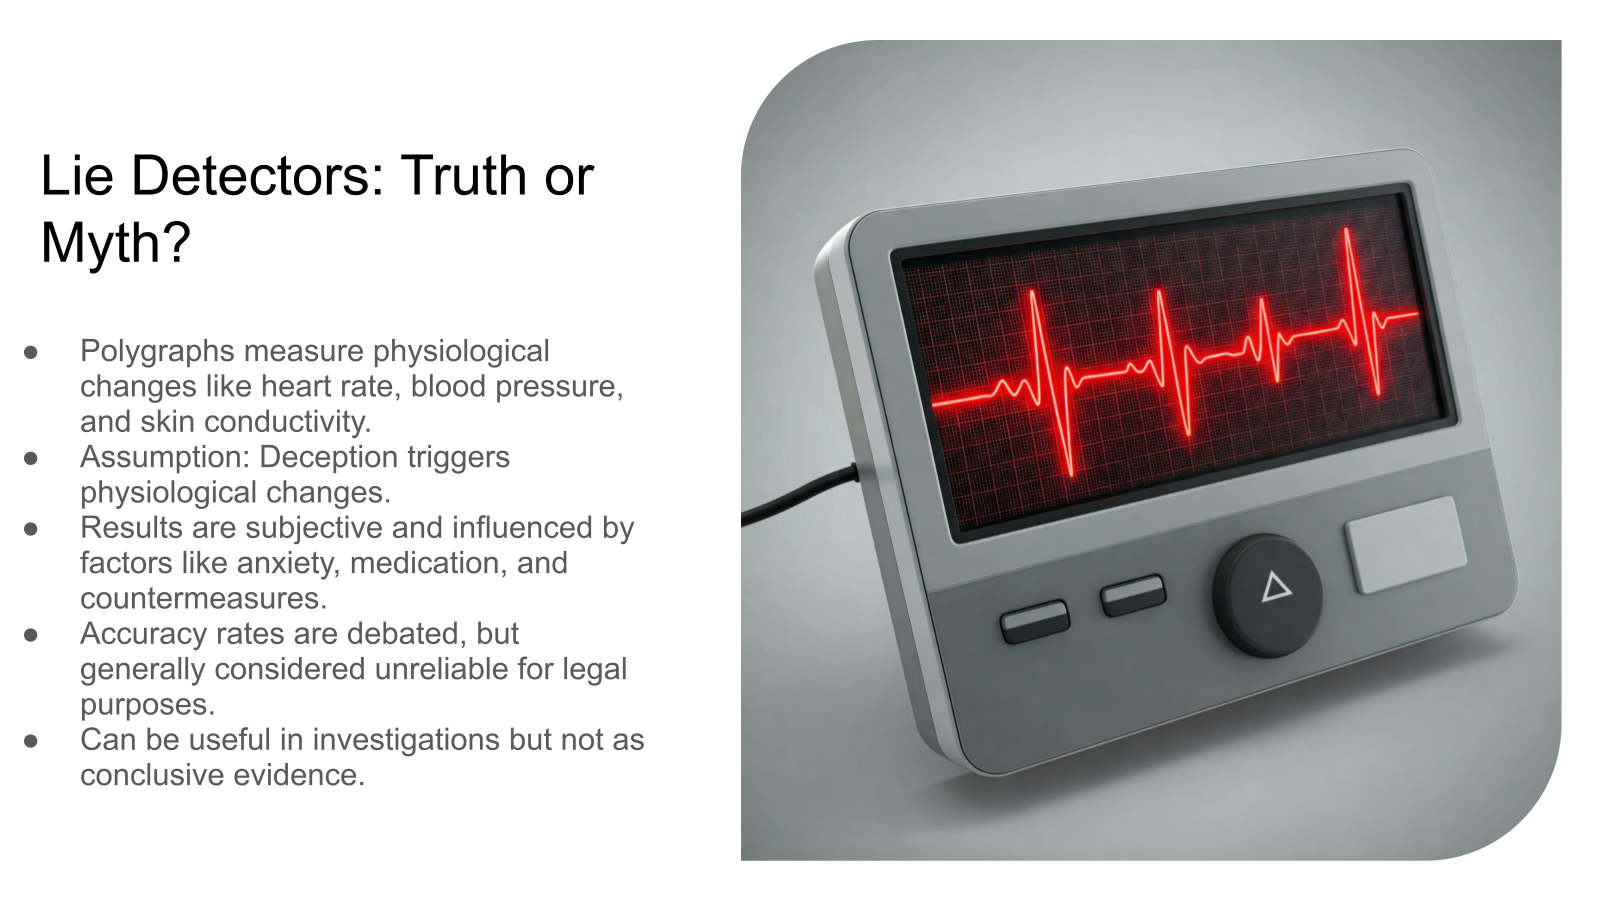 Lie Detectors: Truth or
Myth?
● Polygraphs measure physiological
changes like heart rate, blood pressure,
and skin conductivity.
● Assumption: Deception triggers
physiological changes.
● Results are subjective and influenced by
factors like anxiety, medication, and
countermeasures.
● Accuracy rates are debated, but
generally considered unreliable for legal
purposes.
● Can be useful in investigations but not as
conclusive evidence.